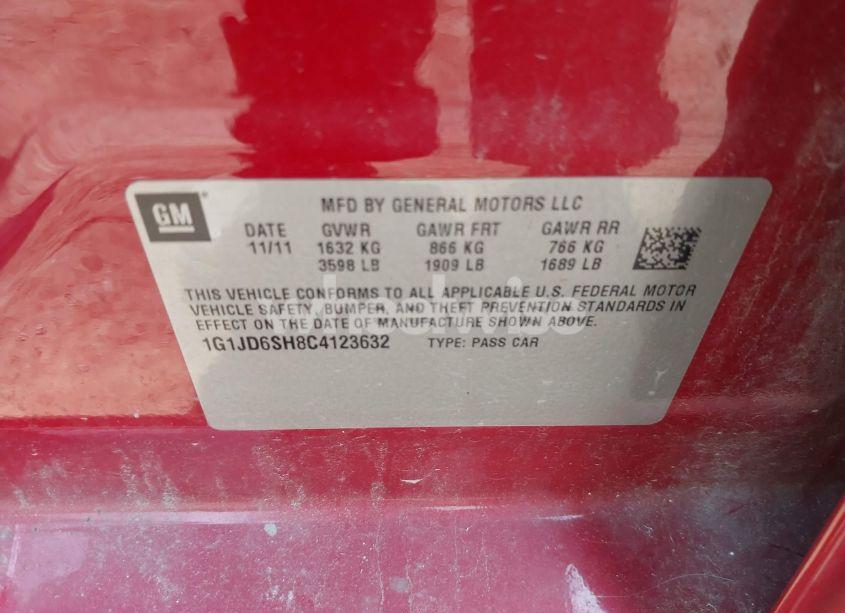 GM
MFD BY GENERAL MOTORS LLC
DATE GVWR GAWR FRT GAWR RR
11/11 1632 KG 866 KG 766 KG
3598 LB 1909 LB 1689 LB
THIS VEHICLE CONFORMS TO ALL APPLICABLE U.S. FEDERAL MOTOR
VEHICLE SAFETY, BUMPER, AND THEFT PREVENTION STANDARDS IN
EFFECT ON THE DATE OF MANUFACTURE SHOWN ABOVE.
1G1JD6SH8C4123632 TYPE: PASS CAR